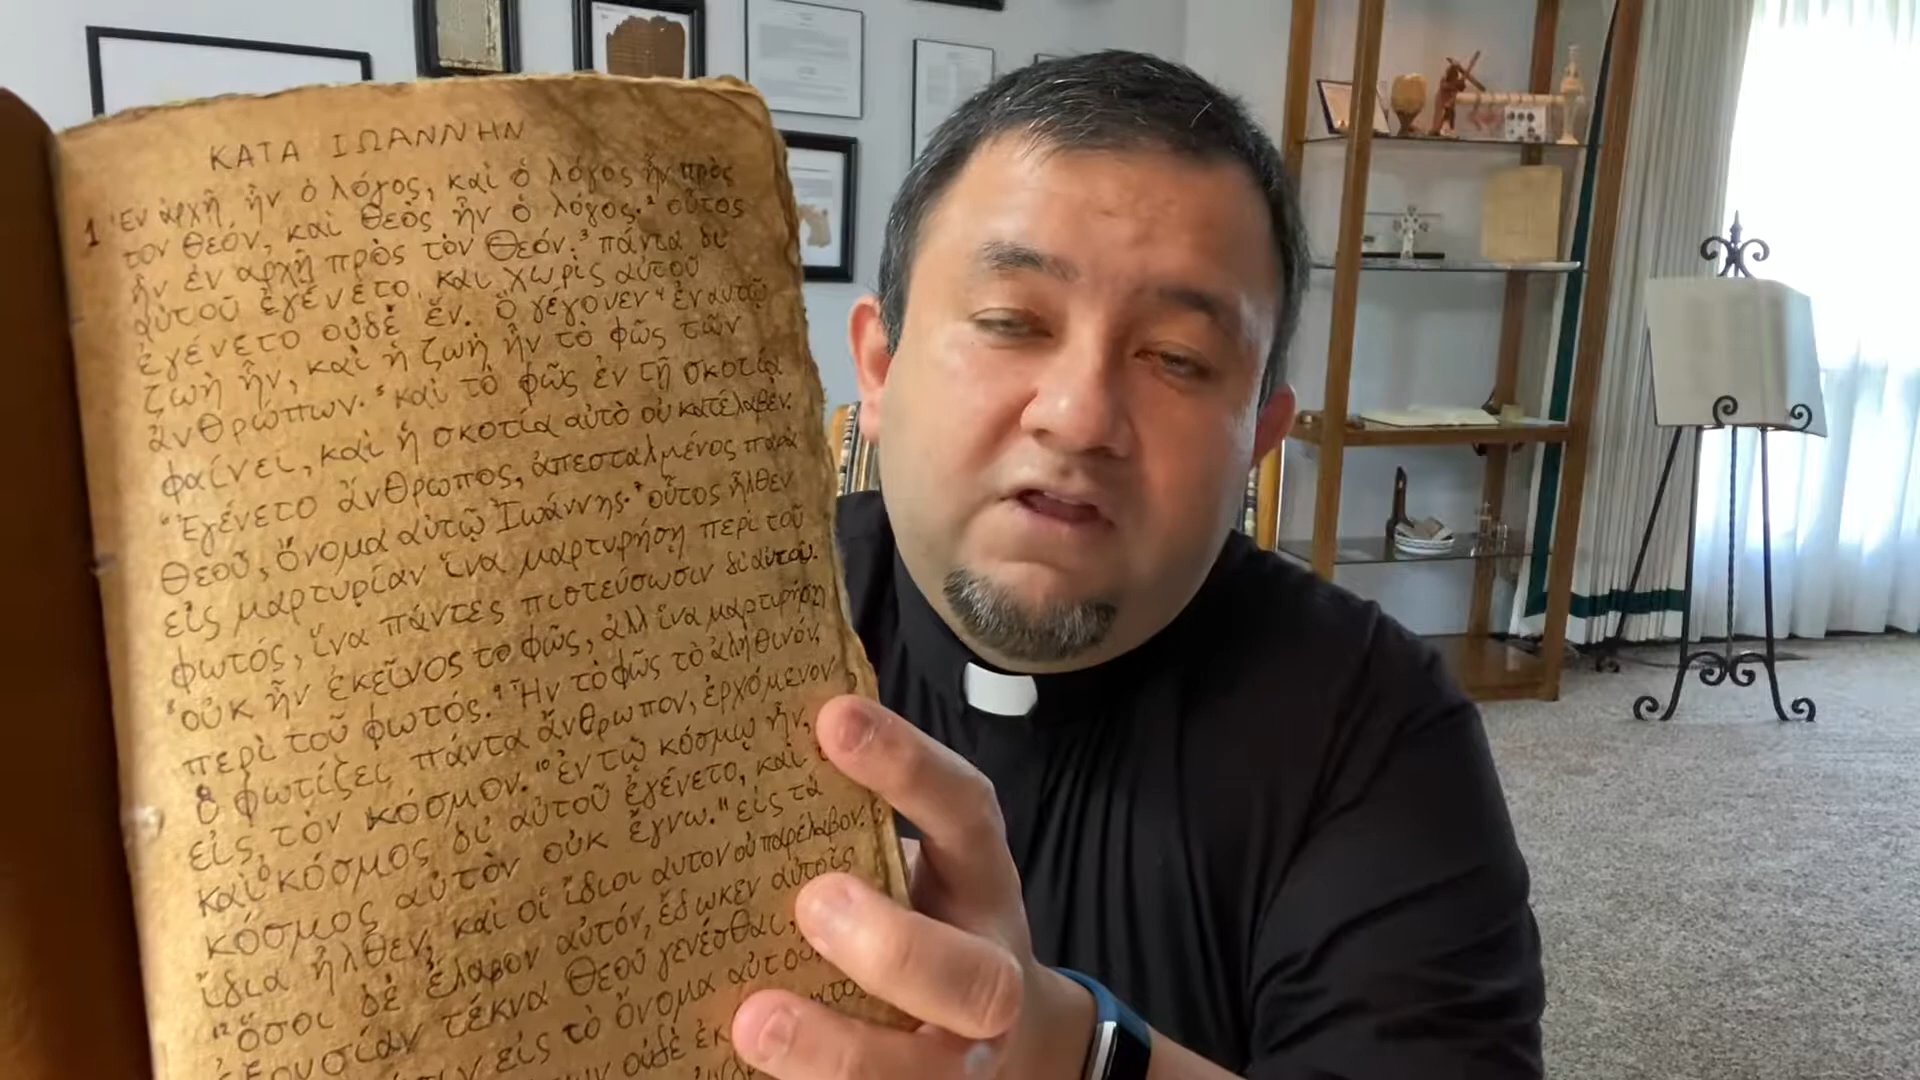 ΚΑΤΑ ΙΩΑΝΝΗΝ
1 Ἐν ἀρχῇ ἦν ὁ λόγος, καὶ ὁ λόγος ἦν πρὸς
τὸν θεόν, καὶ θεὸς ἦν ὁ λόγος. ² οὗτος
ἦν ἐν ἀρχῇ πρὸς τὸν Θεόν. ³ πάντα δι
αὐτοῦ ἐγένετο, καὶ χωρὶς αὐτοῦ
ἐγένετο οὐδὲ ἕν. ὃ γέγονεν ⁴ ἐν αυτῷ
ζωὴ ἦν, καὶ ἡ ζωὴ ἦν τὸ φῶς τῶν
ἀνθρώπων. ⁵ καὶ τὸ φῶς ἐν τῇ σκοτίᾳ
φαίνει, καὶ ἡ σκοτία αὐτὸ οὐ κατέλαβεν.
⁶ Ἐγένετο ἄνθρωπος, ἀπεσταλμένος παρὰ
Θεοῦ, ὄνομα αὐτῷ Ἰωάννης· ⁷ οὗτος ἦλθεν
εἰς μαρτυρίαν ἵνα μαρτυρήσῃ περὶ τοῦ
φωτός, ἵνα πάντες πιστεύσωσιν δι αὐτοῦ.
⁸ οὐκ ἦν ἐκεῖνος τὸ φῶς, ἀλλ ἵνα μαρτυρήσῃ
περὶ τοῦ φωτός. ⁹ Ἦν τὸ φῶς τὸ ἀληθινόν,
ὃ φωτίζει πάντα ἄνθρωπον, ἐρχόμενον
εἰς τὸν κόσμον. ¹⁰ ἐν τῷ κόσμῳ ἦν,
καὶ ὁ κόσμος δι' αὐτοῦ ἐγένετο, καὶ
κόσμος αὐτὸν οὐκ ἔγνω. ¹¹ εἰς τὰ
ἴδια ἦλθεν, καὶ οἱ ἴδιοι αυτον οὐ παρέλαβον.
¹² ὅσοι δὲ ἔλαβον αὐτόν, ἔδωκεν αὐτοῖς
ἐξουσίαν τέκνα Θεοῦ γενέσθαι,
εἰς τὸ ὄνομα αὐτοῦ,
οὐδὲ ἐκ